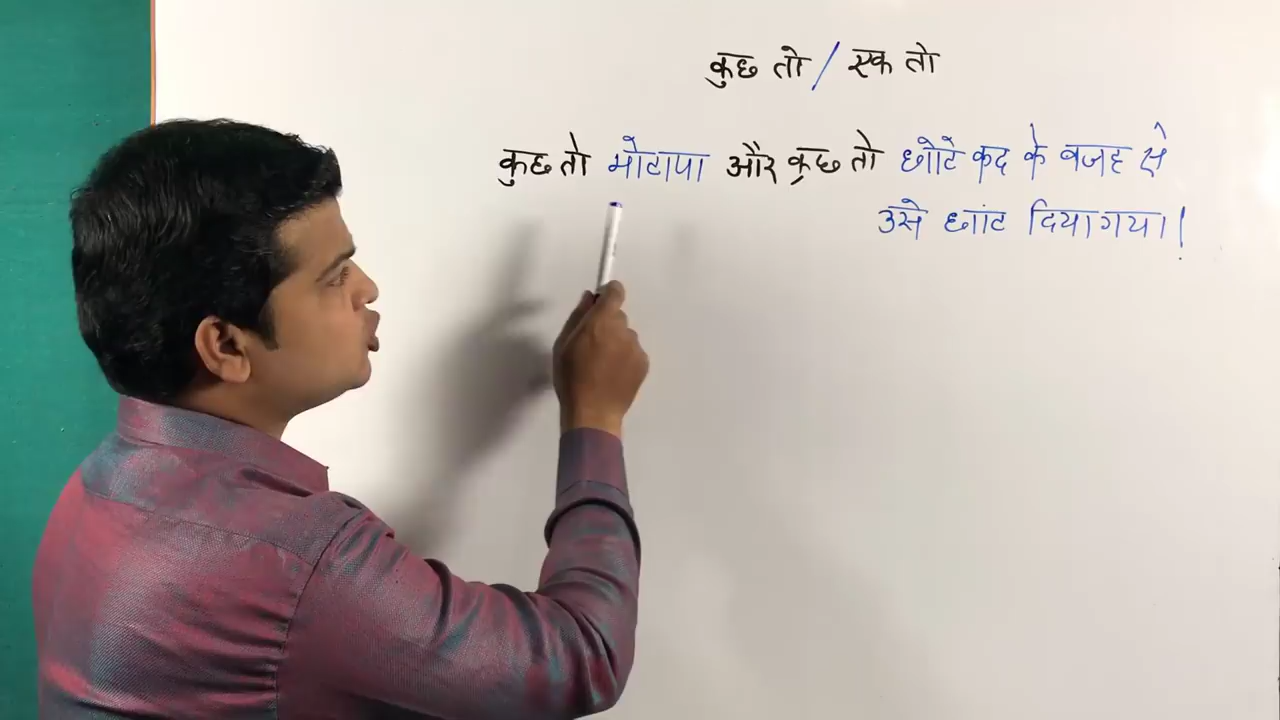 कुछ तो / एक तो
कुछ तो मोटापा और कुछ तो छोटे कद के वजह से
उसे छांट दिया गया!